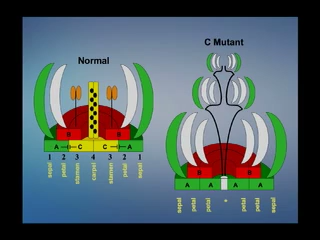 Normal
C Mutant
B B
A C C A
1 2 3 4 3 2 1
sepal petal stamen carpel stamen petal sepal
B B
A A A A
sepal petal petal * petal petal sepal